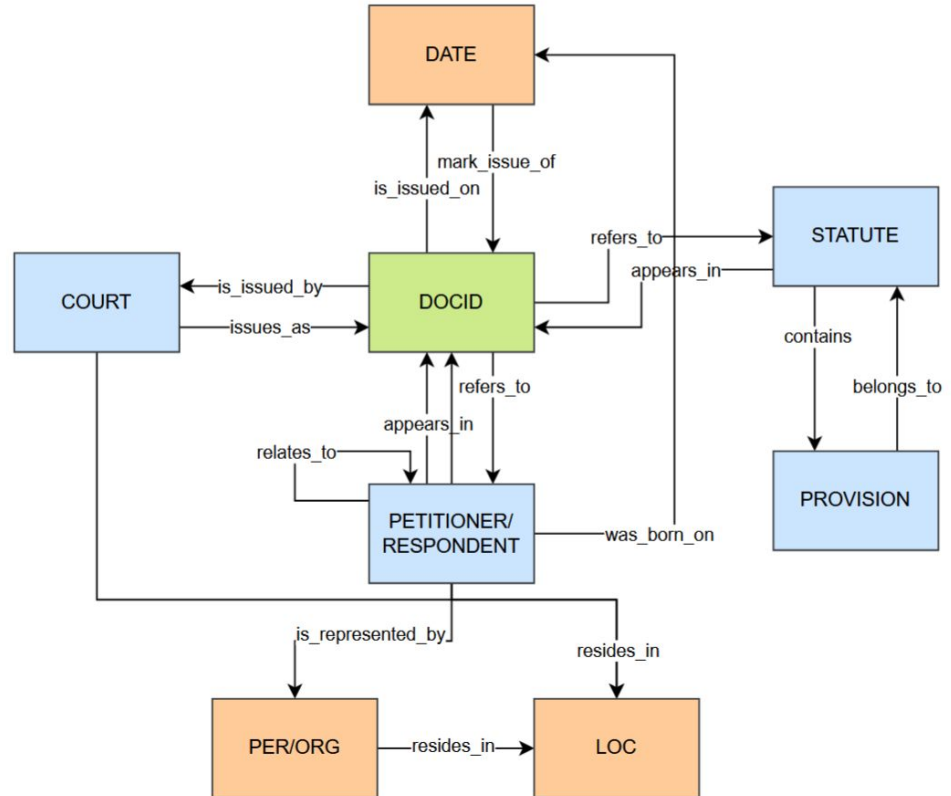 DATE
mark_issue_of
is_issued_on
refers_to
STATUTE
appears_in
is_issued_by
COURT
DOCID
issues_as
contains
refers_to
belongs_to
appears_in
relates_to
PROVISION
PETITIONER/
RESPONDENT
was_born_on
is_represented_by
resides_in
PER/ORG
resides_in
LOC